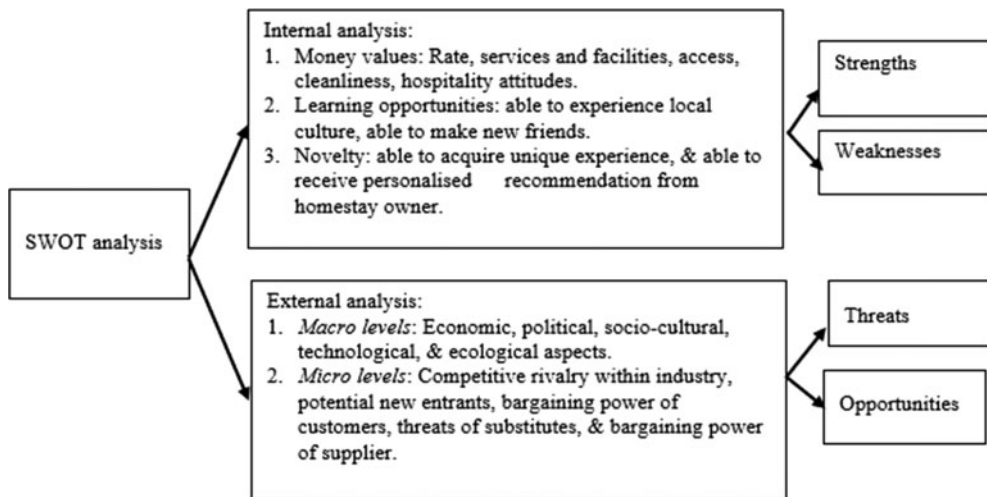 SWOT analysis
Internal analysis:
1. Money values: Rate, services and facilities, access,
cleanliness, hospitality attitudes.
2. Learning opportunities: able to experience local
culture, able to make new friends.
3. Novelty: able to acquire unique experience, & able to
receive personalised recommendation from
homestay owner.
Strengths
Weaknesses
External analysis:
1. Macro levels: Economic, political, socio-cultural,
technological, & ecological aspects.
2. Micro levels: Competitive rivalry within industry,
potential new entrants, bargaining power of
customers, threats of substitutes, & bargaining power
of supplier.
Threats
Opportunities